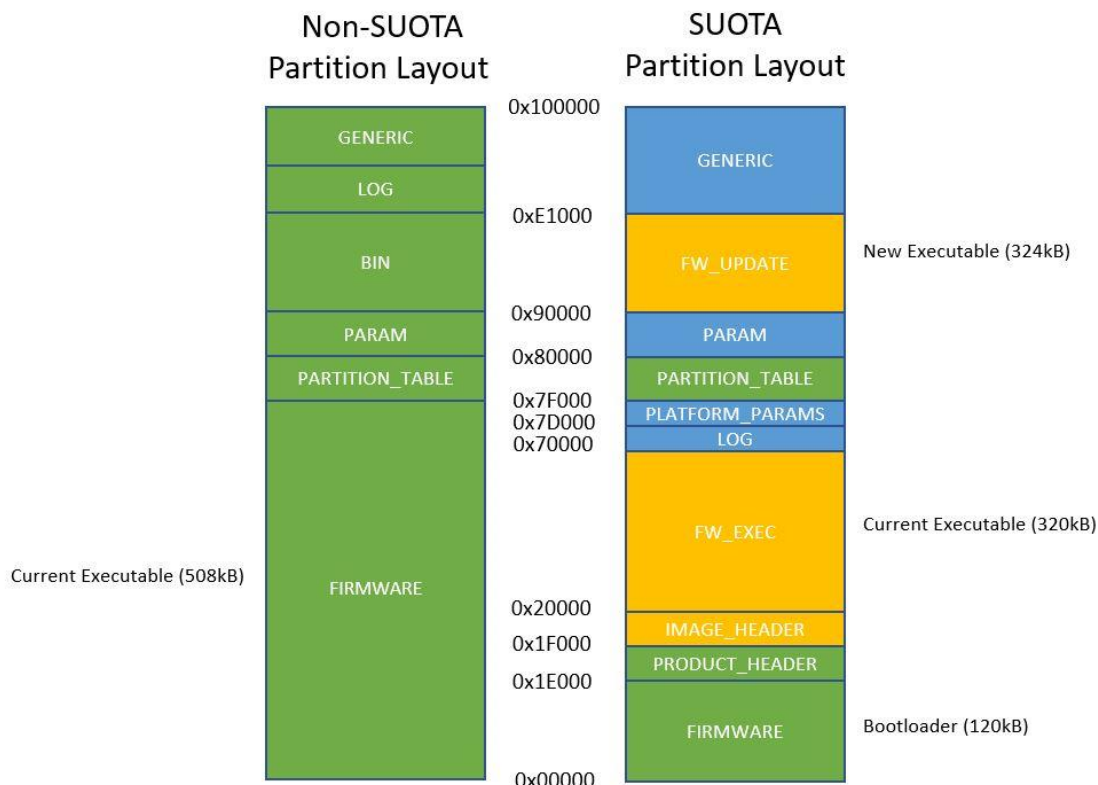 Non-SUOTA
Partition Layout
SUOTA
Partition Layout
0x100000
GENERIC
GENERIC
LOG
0xE1000
BIN
FW_UPDATE
New Executable (324kB)
0x90000
PARAM
PARAM
0x80000
PARTITION_TABLE
PARTITION_TABLE
0x7F000
PLATFORM_PARAMS
0x7D000
LOG
0x70000
FW_EXEC
Current Executable (320kB)
Current Executable (508kB)
FIRMWARE
0x20000
IMAGE_HEADER
0x1F000
PRODUCT_HEADER
0x1E000
FIRMWARE
Bootloader (120kB)
0x00000